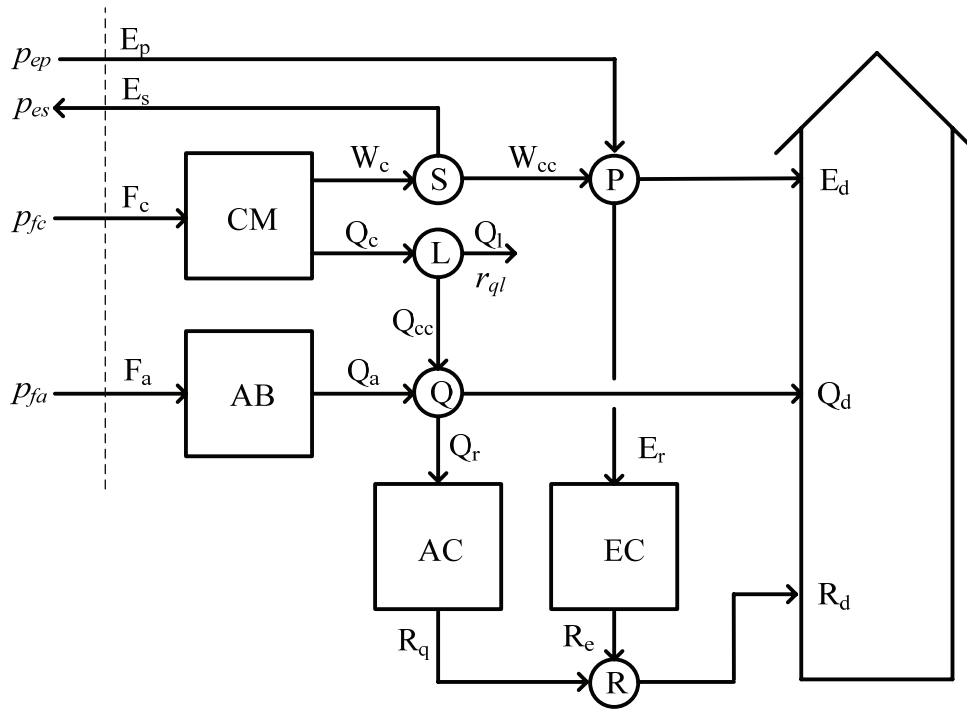 p_ep E_p
p_es E_s
W_c S W_cc P E_d
p_fc F_c CM
Q_c L Q_l
r_ql
Q_cc
p_fa F_a AB Q_a Q Q_d
Q_r E_r
AC EC
R_d
R_q R_e
R